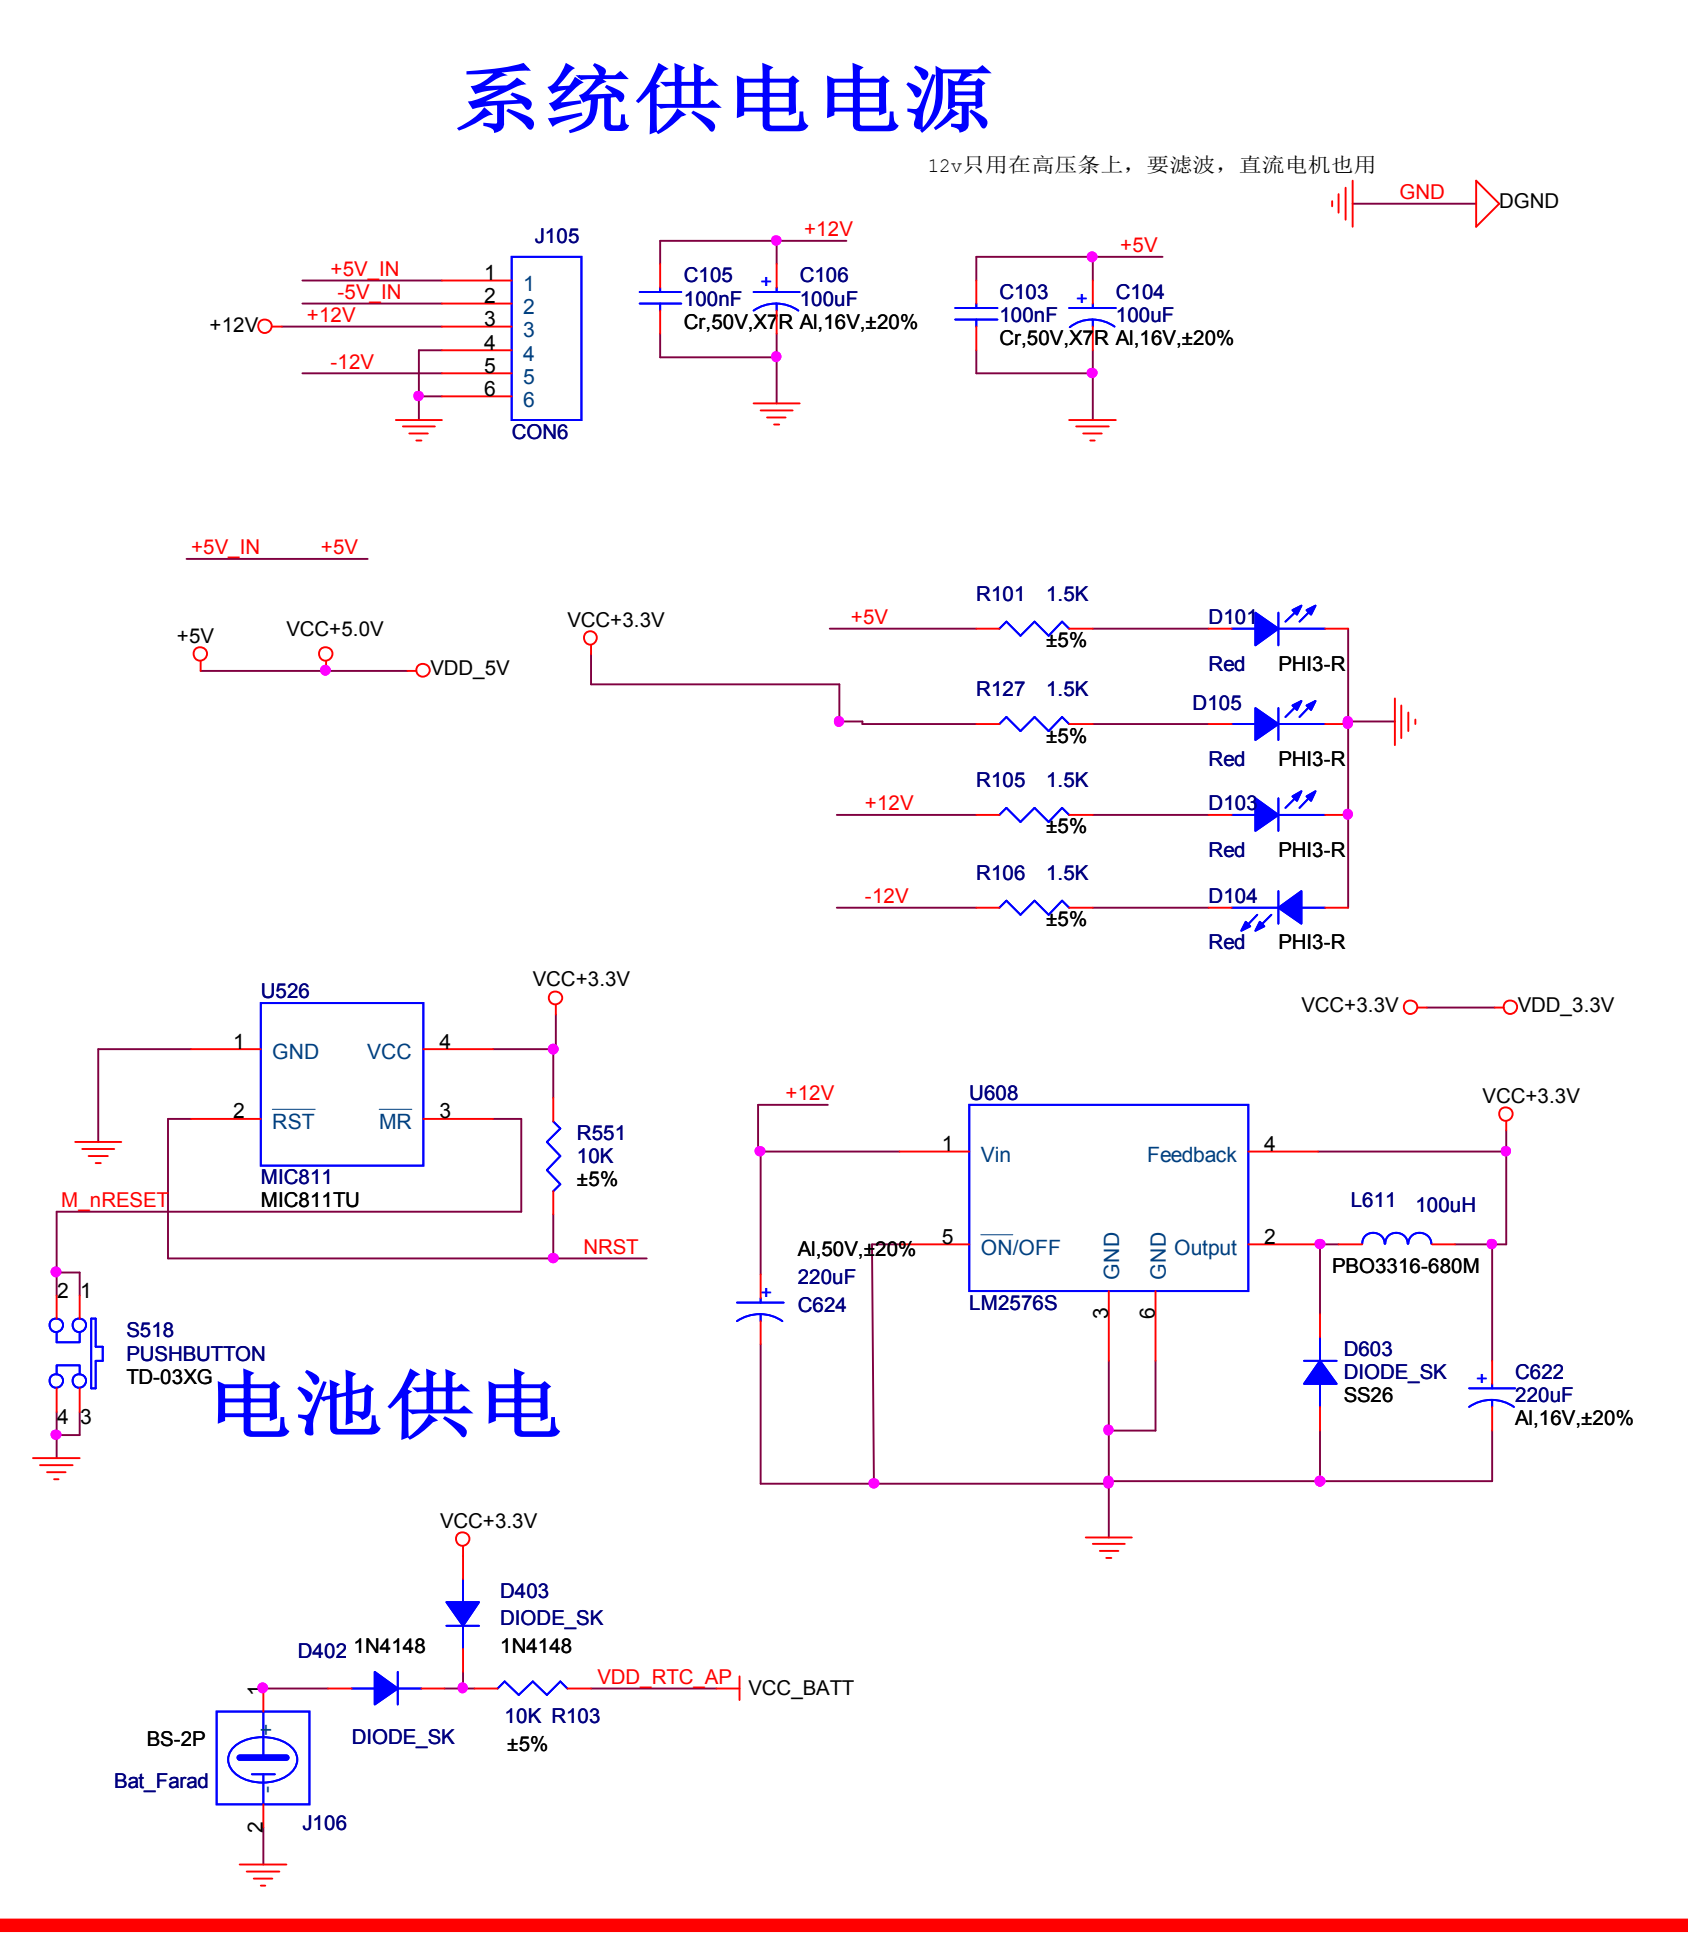 系统供电电源
12v只用在高压条上，要滤波，直流电机也用
GND
DGND
J105
+5V_IN
1
1
-5V_IN
2
2
+12V
+12V
3
3
4
4
-12V
5
5
6
6
CON6
+12V
C105
100nF
Cr,50V,X7R
+
C106
100uF
Al,16V,±20%
+5V
C103
100nF
Cr,50V,X7R
+
C104
100uF
Al,16V,±20%
+5V_IN
+5V
+5V
VCC+5.0V
VDD_5V
VCC+3.3V
+5V
R101 1.5K
±5%
D101
Red
PHI3-R
R127 1.5K
±5%
D105
Red
PHI3-R
+12V
R105 1.5K
±5%
D103
Red
PHI3-R
-12V
R106 1.5K
±5%
D104
Red
PHI3-R
U526
1
GND
VCC
4
2
RST
MR
3
MIC811
MIC811TU
VCC+3.3V
R551
10K
±5%
M_nRESET
NRST
2
1
S518
PUSHBUTTON
TD-03XG
4
3
VCC+3.3V
VDD_3.3V
+12V
U608
1
Vin
Feedback
4
5
ON/OFF
GND
GND
Output
2
LM2576S
3
6
Al,50V,±20%
220uF
C624
+
VCC+3.3V
L611
100uH
PBO3316-680M
D603
DIODE_SK
SS26
+
C622
220uF
Al,16V,±20%
电池供电
VCC+3.3V
D403
DIODE_SK
1N4148
D402
1N4148
DIODE_SK
VDD_RTC_AP
VCC_BATT
10K R103
±5%
1
+
-
2
BS-2P
Bat_Farad
J106